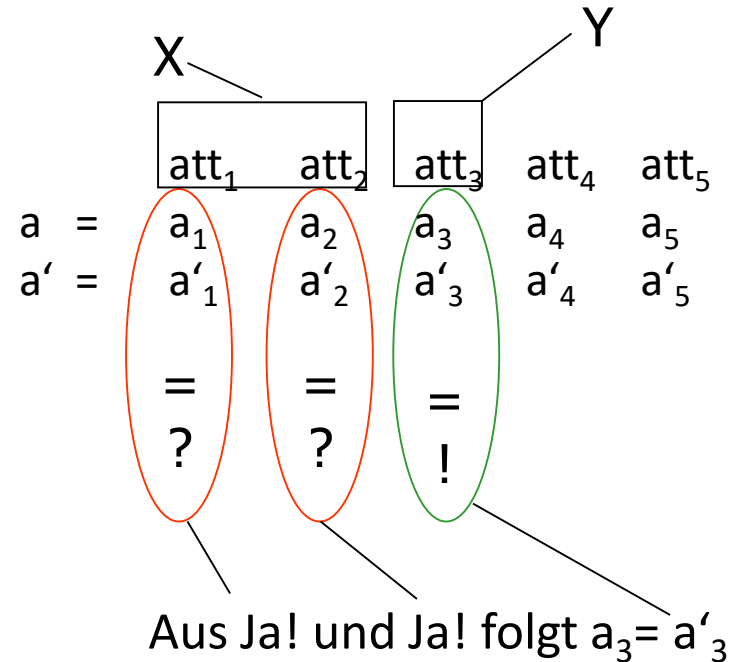 X Y
att₁ att₂ att₃ att₄ att₅
a = a₁ a₂ a₃ a₄ a₅
a‘ = a‘₁ a‘₂ a‘₃ a‘₄ a‘₅
= = =
? ? !
Aus Ja! und Ja! folgt a₃= a‘₃